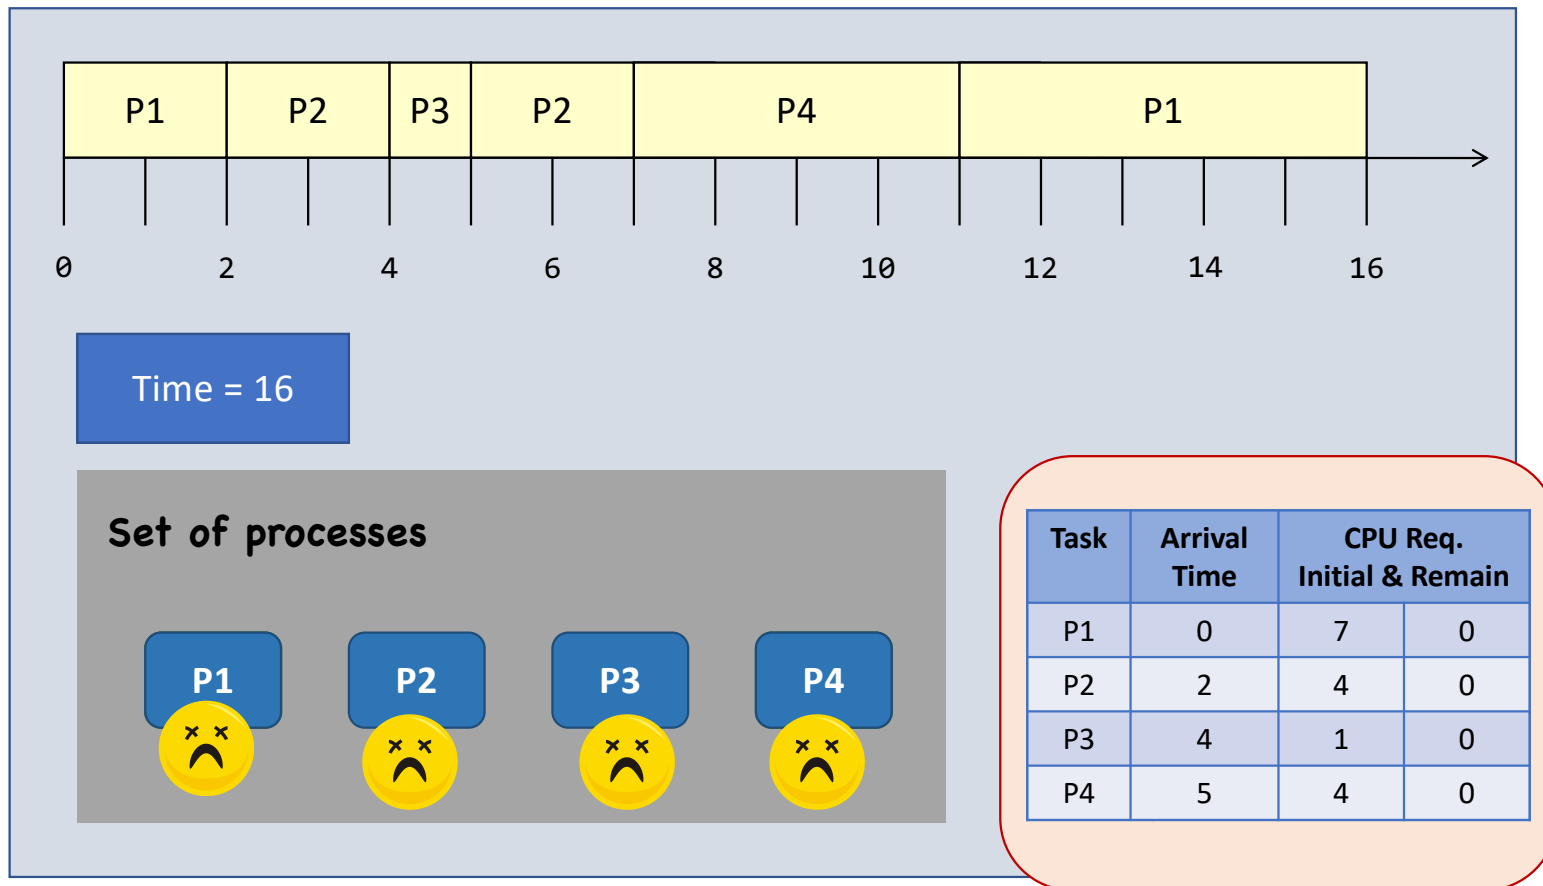 P1 P2 P3 P2 P4 P1
0 2 4 6 8 10 12 14 16
Time = 16
Set of processes
P1 P2 P3 P4
Task Arrival Time CPU Req. Initial & Remain
P1 0 7 0
P2 2 4 0
P3 4 1 0
P4 5 4 0